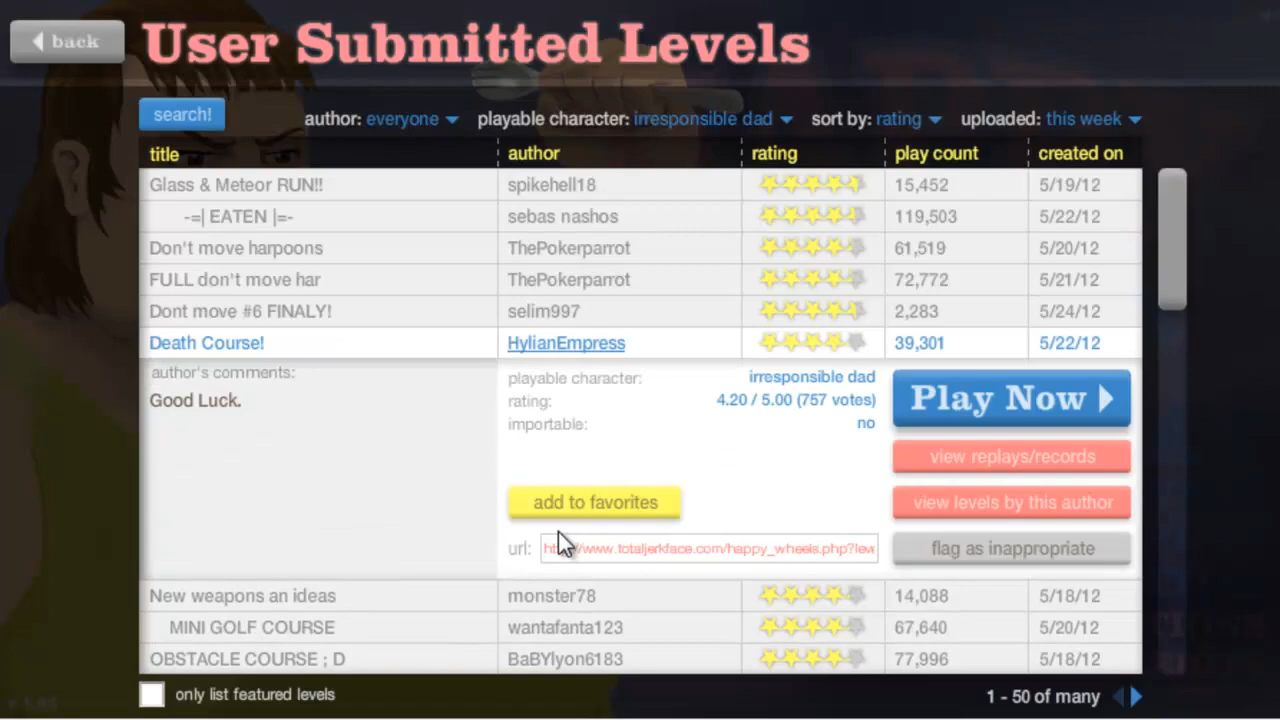 back
User Submitted Levels
search!
author: everyone playable character: irresponsible dad sort by: rating uploaded: this week
title author rating play count created on
Glass & Meteor RUN!! spikehell18 15,452 5/19/12
-=| EATEN |=- sebas nashos 119,503 5/22/12
Don't move harpoons ThePokerparrot 61,519 5/20/12
FULL don't move har ThePokerparrot 72,772 5/21/12
Dont move #6 FINALY! selim997 2,283 5/24/12
Death Course! HylianEmpress 39,301 5/22/12
author's comments:
Good Luck.
playable character: irresponsible dad
rating: 4.20 / 5.00 (757 votes)
importable: no
Play Now
view replays/records
add to favorites
view levels by this author
url: //www.totaljerkface.com/happy_wheels.php?lev
flag as inappropriate
New weapons an ideas monster78 14,088 5/18/12
MINI GOLF COURSE wantafanta123 67,640 5/20/12
OBSTACLE COURSE ; D BaBYlyon6183 77,996 5/18/12
only list featured levels
1 - 50 of many